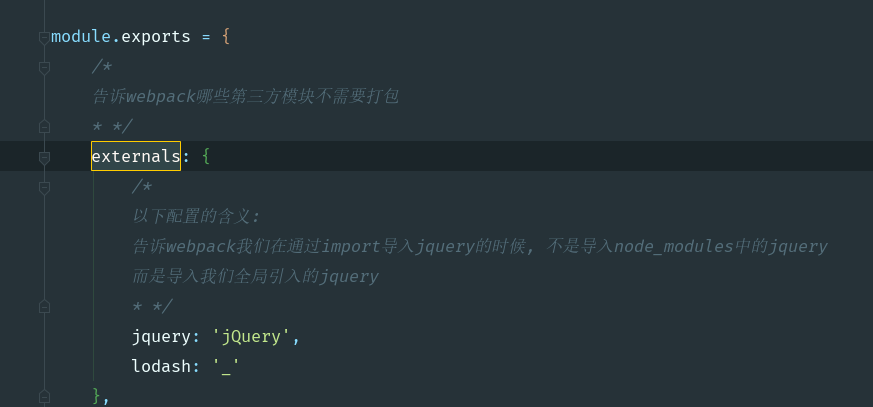 module.exports = {
/*
告诉webpack哪些第三方模块不需要打包
* */
externals: {
/*
以下配置的含义:
告诉webpack我们在通过import导入jquery的时候, 不是导入node_modules中的jquery
而是导入我们全局引入的jquery
* */
jquery: 'jQuery',
lodash: '_'
},